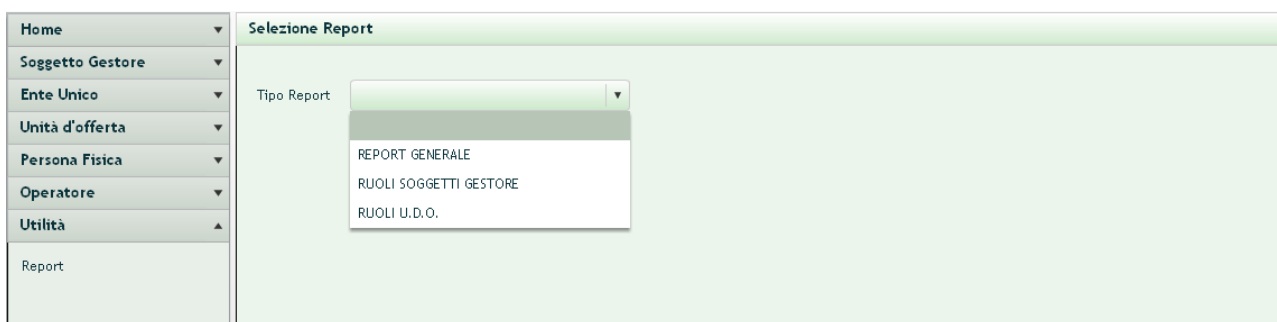 Home
Soggetto Gestore
Ente Unico
Unità d'offerta
Persona Fisica
Operatore
Utilità
Report
Selezione Report
Tipo Report
REPORT GENERALE
RUOLI SOGGETTI GESTORE
RUOLI U.D.O.